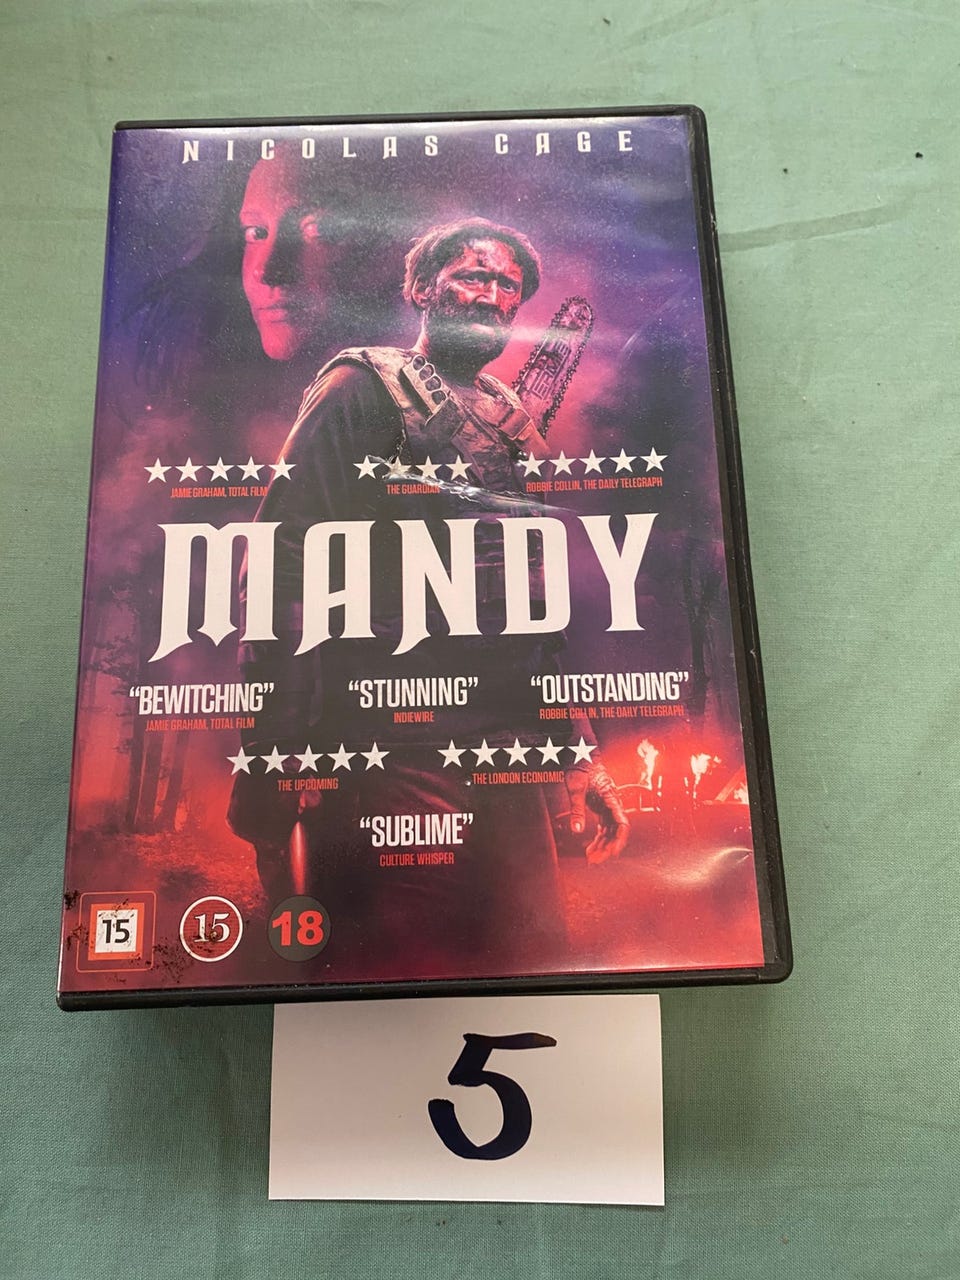 NICOLAS CAGE
JAMIE GRAHAM, TOTAL FILM
THE GUARDIAN
ROBBIE COLLIN, THE DAILY TELEGRAPH
MANDY
“BEWITCHING”
JAMIE GRAHAM, TOTAL FILM
“STUNNING”
INDIEWIRE
“OUTSTANDING”
ROBBIE COLLIN, THE DAILY TELEGRAPH
THE UPCOMING
THE LONDON ECONOMIC
“SUBLIME”
CULTURE WHISPER
15
15
18
5